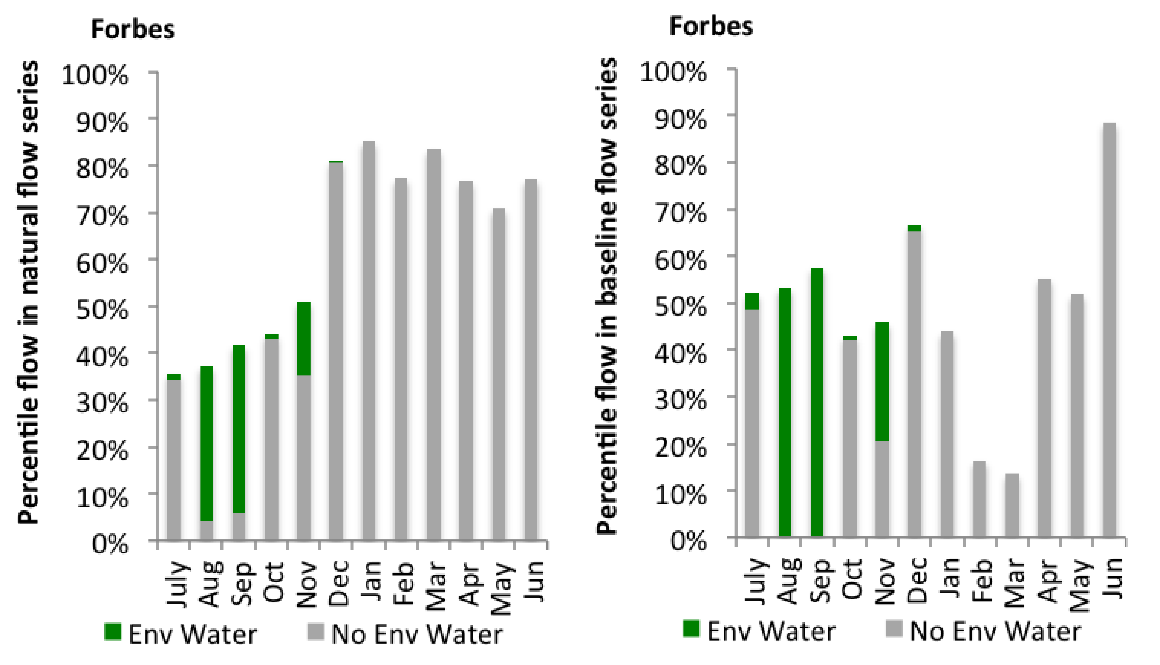 Forbes
Percentile flow in natural flow series
100%
90%
80%
70%
60%
50%
40%
30%
20%
10%
0%
July Aug Sep Oct Nov Dec Jan Feb Mar Apr May Jun
Env Water No Env Water
Forbes
Percentile flow in baseline flow series
100%
90%
80%
70%
60%
50%
40%
30%
20%
10%
0%
July Aug Sep Oct Nov Dec Jan Feb Mar Apr May Jun
Env Water No Env Water